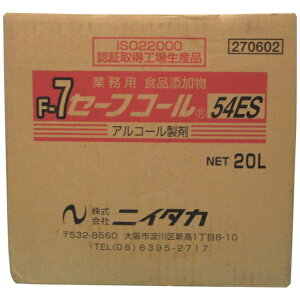 ISO22000
認証取得工場生産品
270602
業務用 食品添加物
F-7セーフコール® 54ES
アルコール製剤
NET 20L
株式会社 ニイタカ
〒532-8560 大阪市淀川区新高1丁目8-10
TEL(06)6395-2717